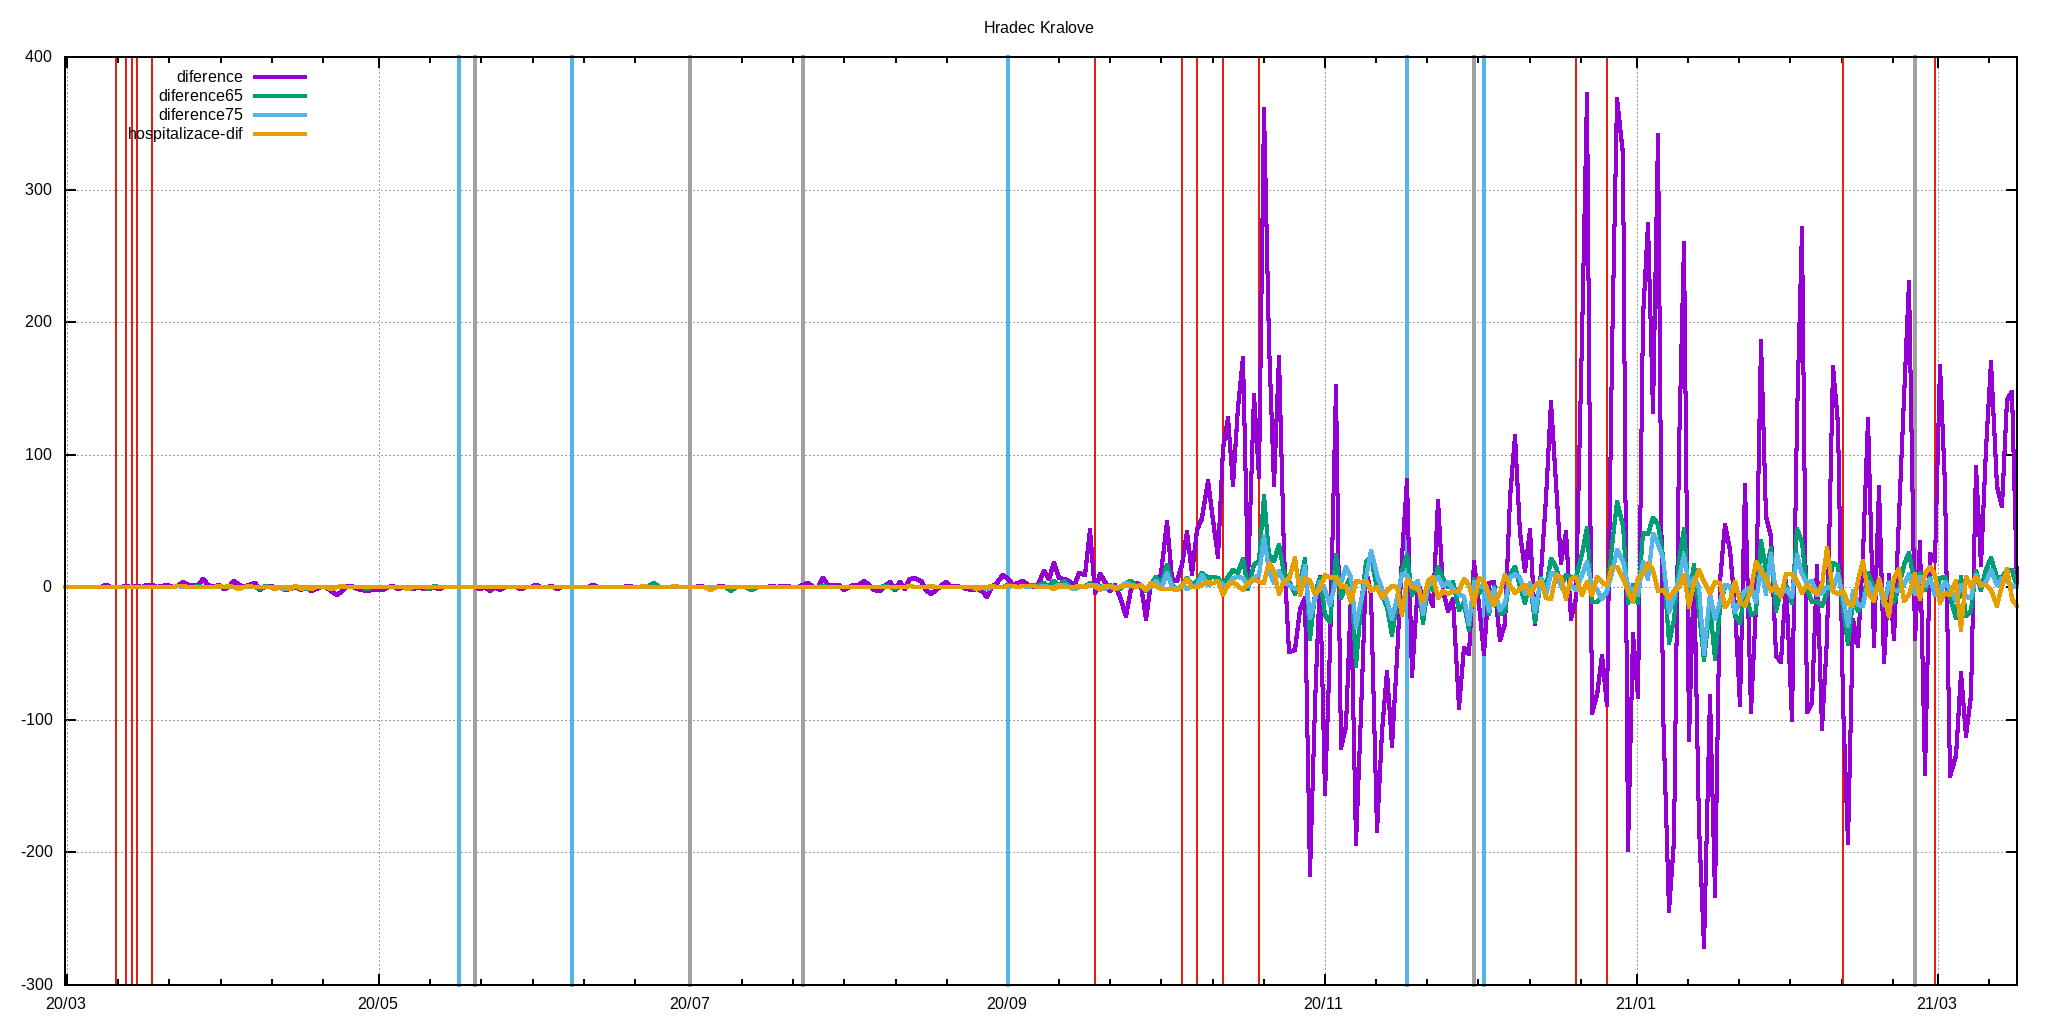 Hradec Kralove
400
300
200
100
0
-100
-200
-300
diference
diference65
diference75
hospitalizace-dif
20/03 20/05 20/07 20/09 20/11 21/01 21/03